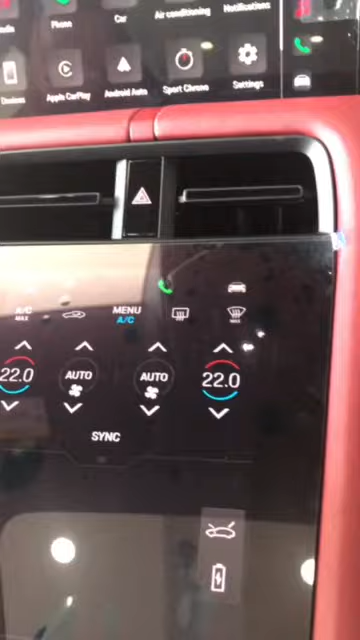 Phone
Car
Air conditioning
Notifications
Devices
Apple CarPlay
Android Auto
Sport Chrono
Settings
A/C
MAX
MENU
A/C
MAX
22.0
AUTO
AUTO
22.0
SYNC